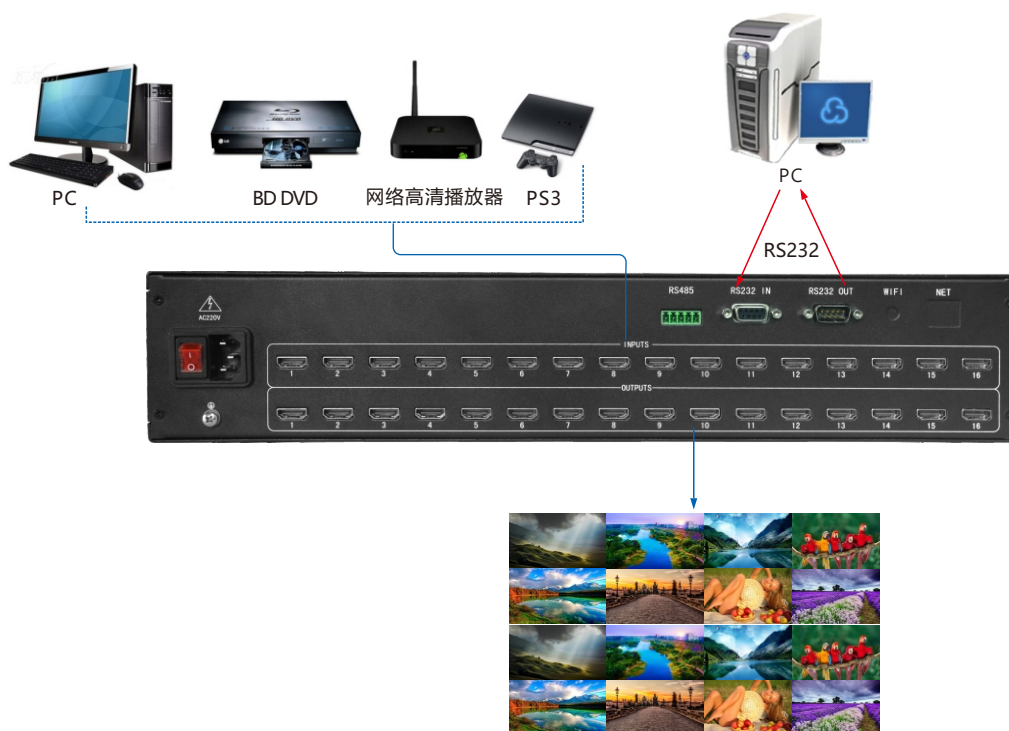 PC
BD DVD
网络高清播放器
PS3
PC
RS232
AC220V
RS485
RS232 IN
RS232 OUT
WIFI
NET
INPUTS
1 2 3 4 5 6 7 8 9 10 11 12 13 14 15 16
OUTPUTS
1 2 3 4 5 6 7 8 9 10 11 12 13 14 15 16